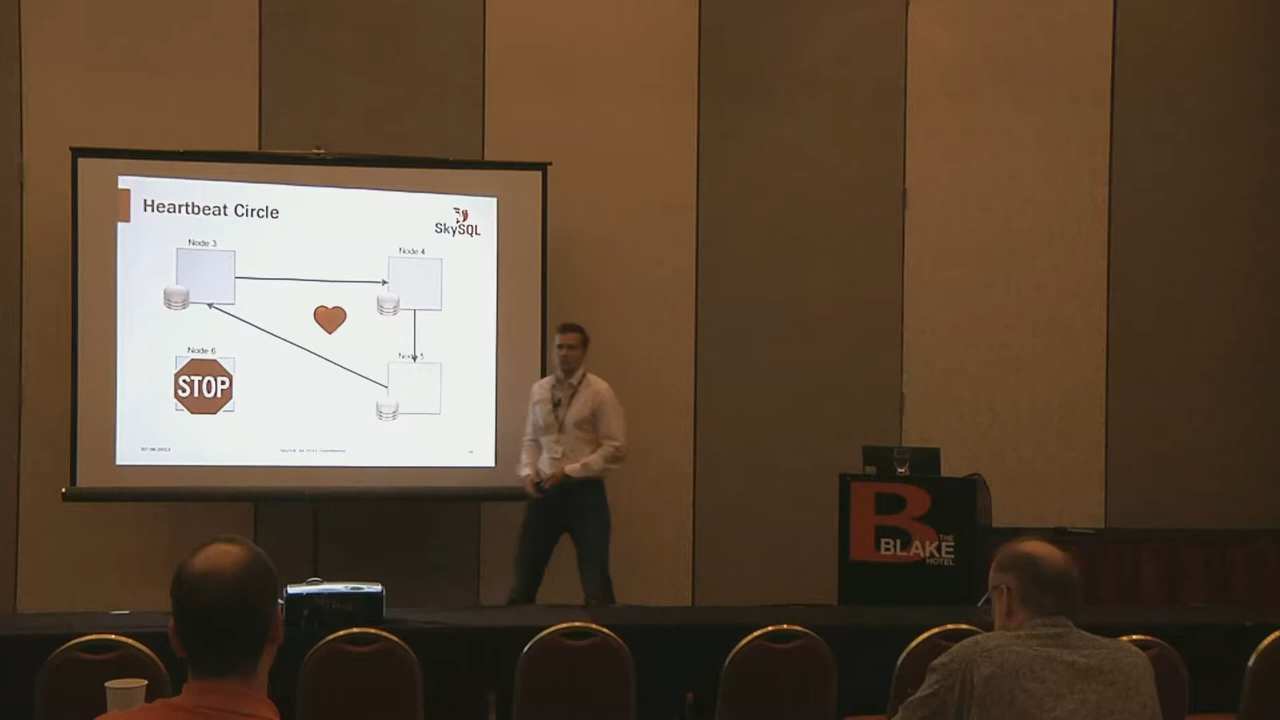 Heartbeat Circle
SkySQL
Node 3
Node 4
Node 5
Node 6
STOP
B
THE
BLAKE
HOTEL